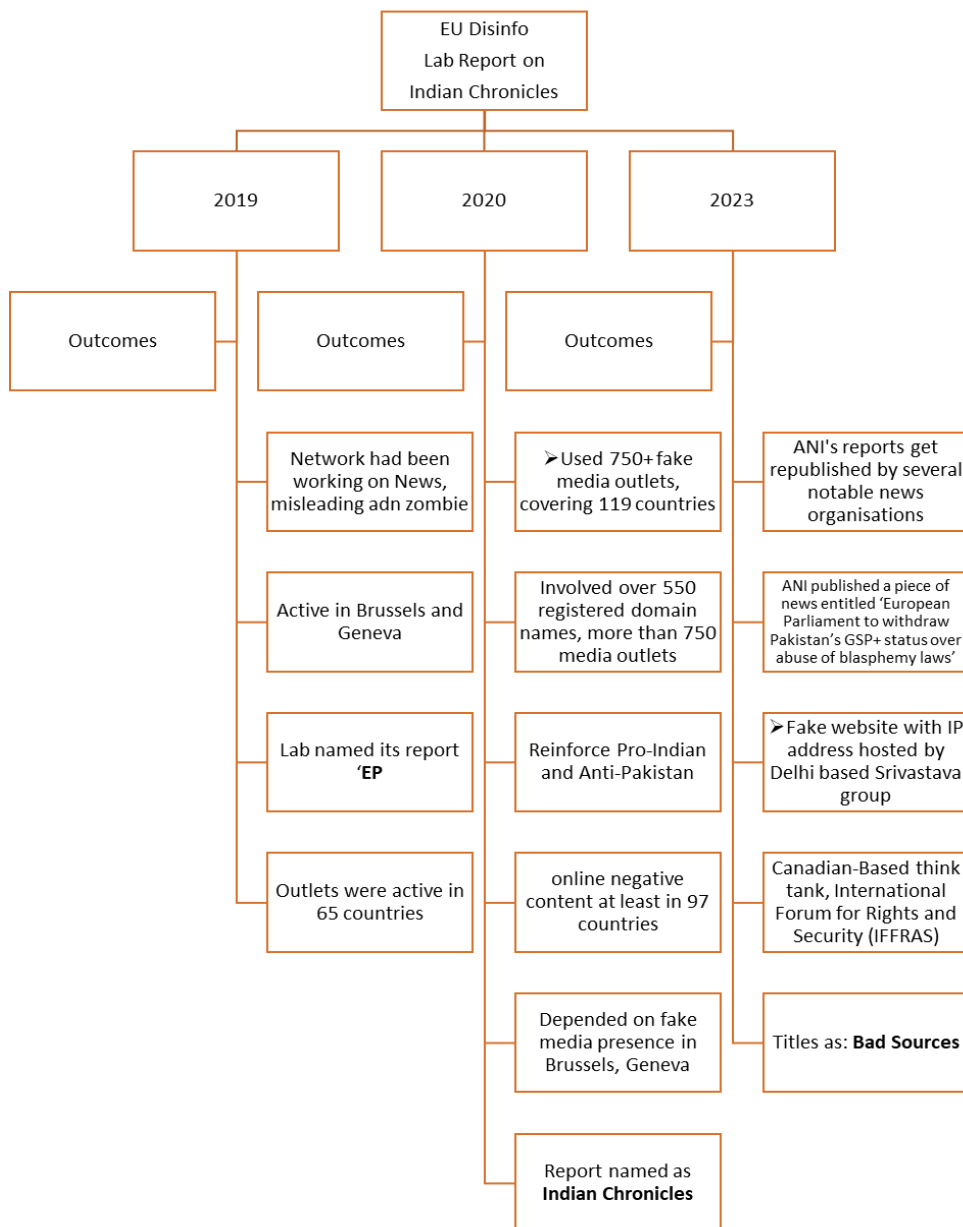 EU Disinfo
Lab Report on
Indian Chronicles
2019
2020
2023
Outcomes
Outcomes
Outcomes
Network had been
working on News,
misleading adn zombie
Active in Brussels and
Geneva
Lab named its report
‘EP
Outlets were active in
65 countries
➢Used 750+ fake
media outlets,
covering 119 countries
Involved over 550
registered domain
names, more than 750
media outlets
Reinforce Pro-Indian
and Anti-Pakistan
online negative
content at least in 97
countries
Depended on fake
media presence in
Brussels, Geneva
Report named as
Indian Chronicles
ANI's reports get
republished by several
notable news
organisations
ANI published a piece of
news entitled ‘European
Parliament to withdraw
Pakistan’s GSP+ status over
abuse of blasphemy laws’
➢Fake website with IP
address hosted by
Delhi based Srivastava
group
Canadian-Based think
tank, International
Forum for Rights and
Security (IFFRAS)
Titles as: Bad Sources